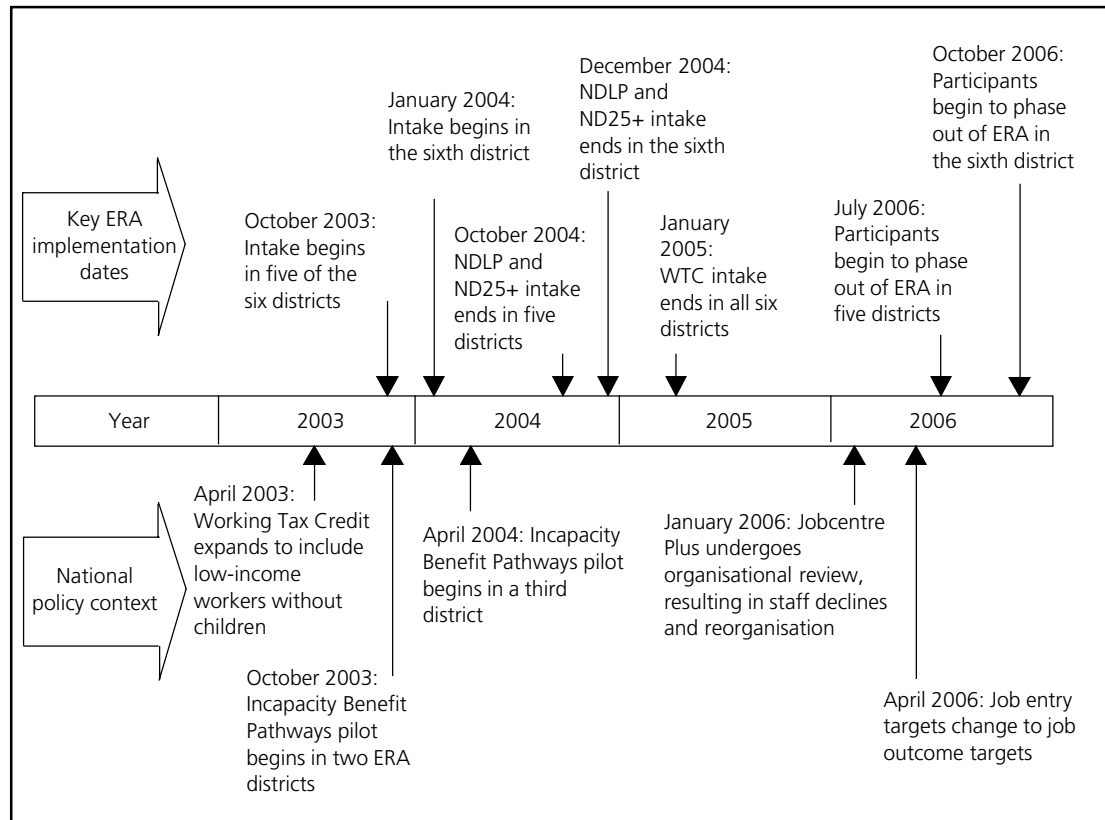 Key ERA
implementation
dates
October 2003:
Intake begins
in five of the
six districts
January 2004:
Intake begins in
the sixth district
October 2004:
NDLP and
ND25+ intake
ends in five
districts
December 2004:
NDLP and
ND25+ intake
ends in the sixth
district
January
2005:
WTC intake
ends in all six
districts
July 2006:
Participants
begin to phase
out of ERA in
five districts
October 2006:
Participants
begin to phase
out of ERA in
the sixth district
Year 2003 2004 2005 2006
National
policy context
April 2003:
Working Tax Credit
expands to include
low-income
workers without
children
October 2003:
Incapacity Benefit
Pathways pilot
begins in two ERA
districts
April 2004: Incapacity
Benefit Pathways pilot
begins in a third
district
January 2006: Jobcentre
Plus undergoes
organisational review,
resulting in staff declines
and reorganisation
April 2006: Job entry
targets change to job
outcome targets